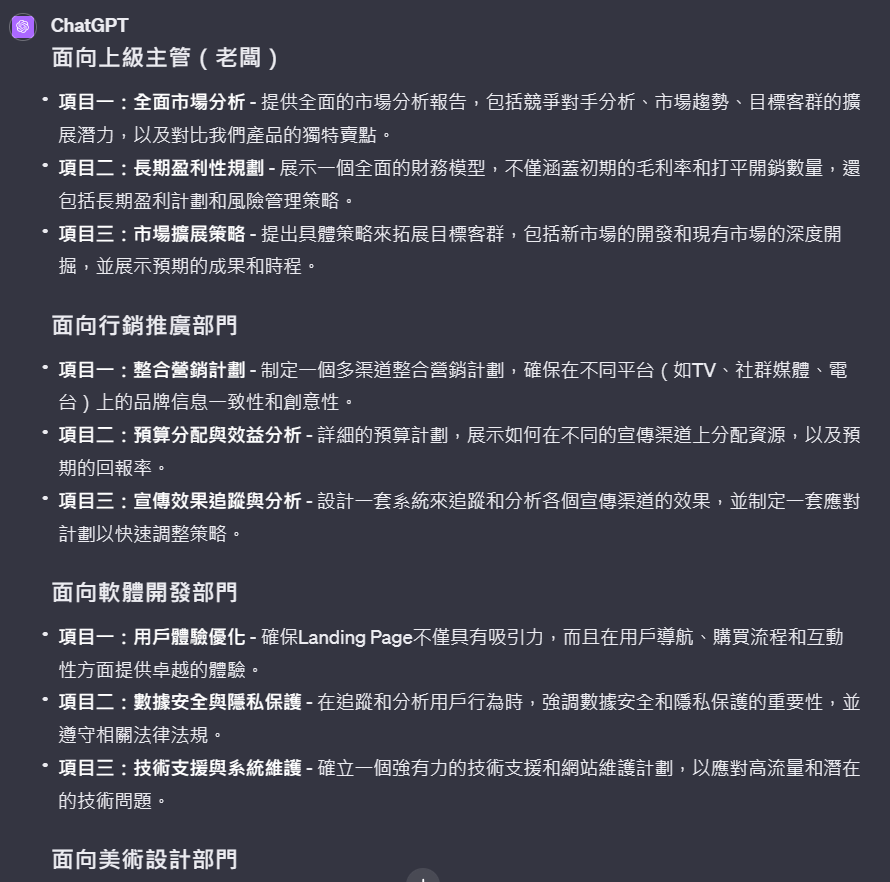 ChatGPT
面向上級主管（老闆）
• 項目一：全面市場分析 - 提供全面的市場分析報告，包括競爭對手分析、市場趨勢、目標客群的擴
展潛力，以及對比我們產品的獨特賣點。
• 項目二：長期盈利性規劃 - 展示一個全面的財務模型，不僅涵蓋初期的毛利率和打平開銷數量，還
包括長期盈利計劃和風險管理策略。
• 項目三：市場擴展策略 - 提出具體策略來拓展目標客群，包括新市場的開發和現有市場的深度開
掘，並展示預期的成果和時程。
面向行銷推廣部門
• 項目一：整合營銷計劃 - 制定一個多渠道整合營銷計劃，確保在不同平台（如TV、社群媒體、電
台）上的品牌信息一致性和創意性。
• 項目二：預算分配與效益分析 - 詳細的預算計劃，展示如何在不同的宣傳渠道上分配資源，以及預
期的回報率。
• 項目三：宣傳效果追蹤與分析 - 設計一套系統來追蹤和分析各個宣傳渠道的效果，並制定一套應對
計劃以快速調整策略。
面向軟體開發部門
• 項目一：用戶體驗優化 - 確保Landing Page不僅具有吸引力，而且在用戶導航、購買流程和互動
性方面提供卓越的體驗。
• 項目二：數據安全與隱私保護 - 在追蹤和分析用戶行為時，強調數據安全和隱私保護的重要性，並
遵守相關法律法規。
• 項目三：技術支援與系統維護 - 確立一個強有力的技術支援和網站維護計劃，以應對高流量和潛在
的技術問題。
面向美術設計部門